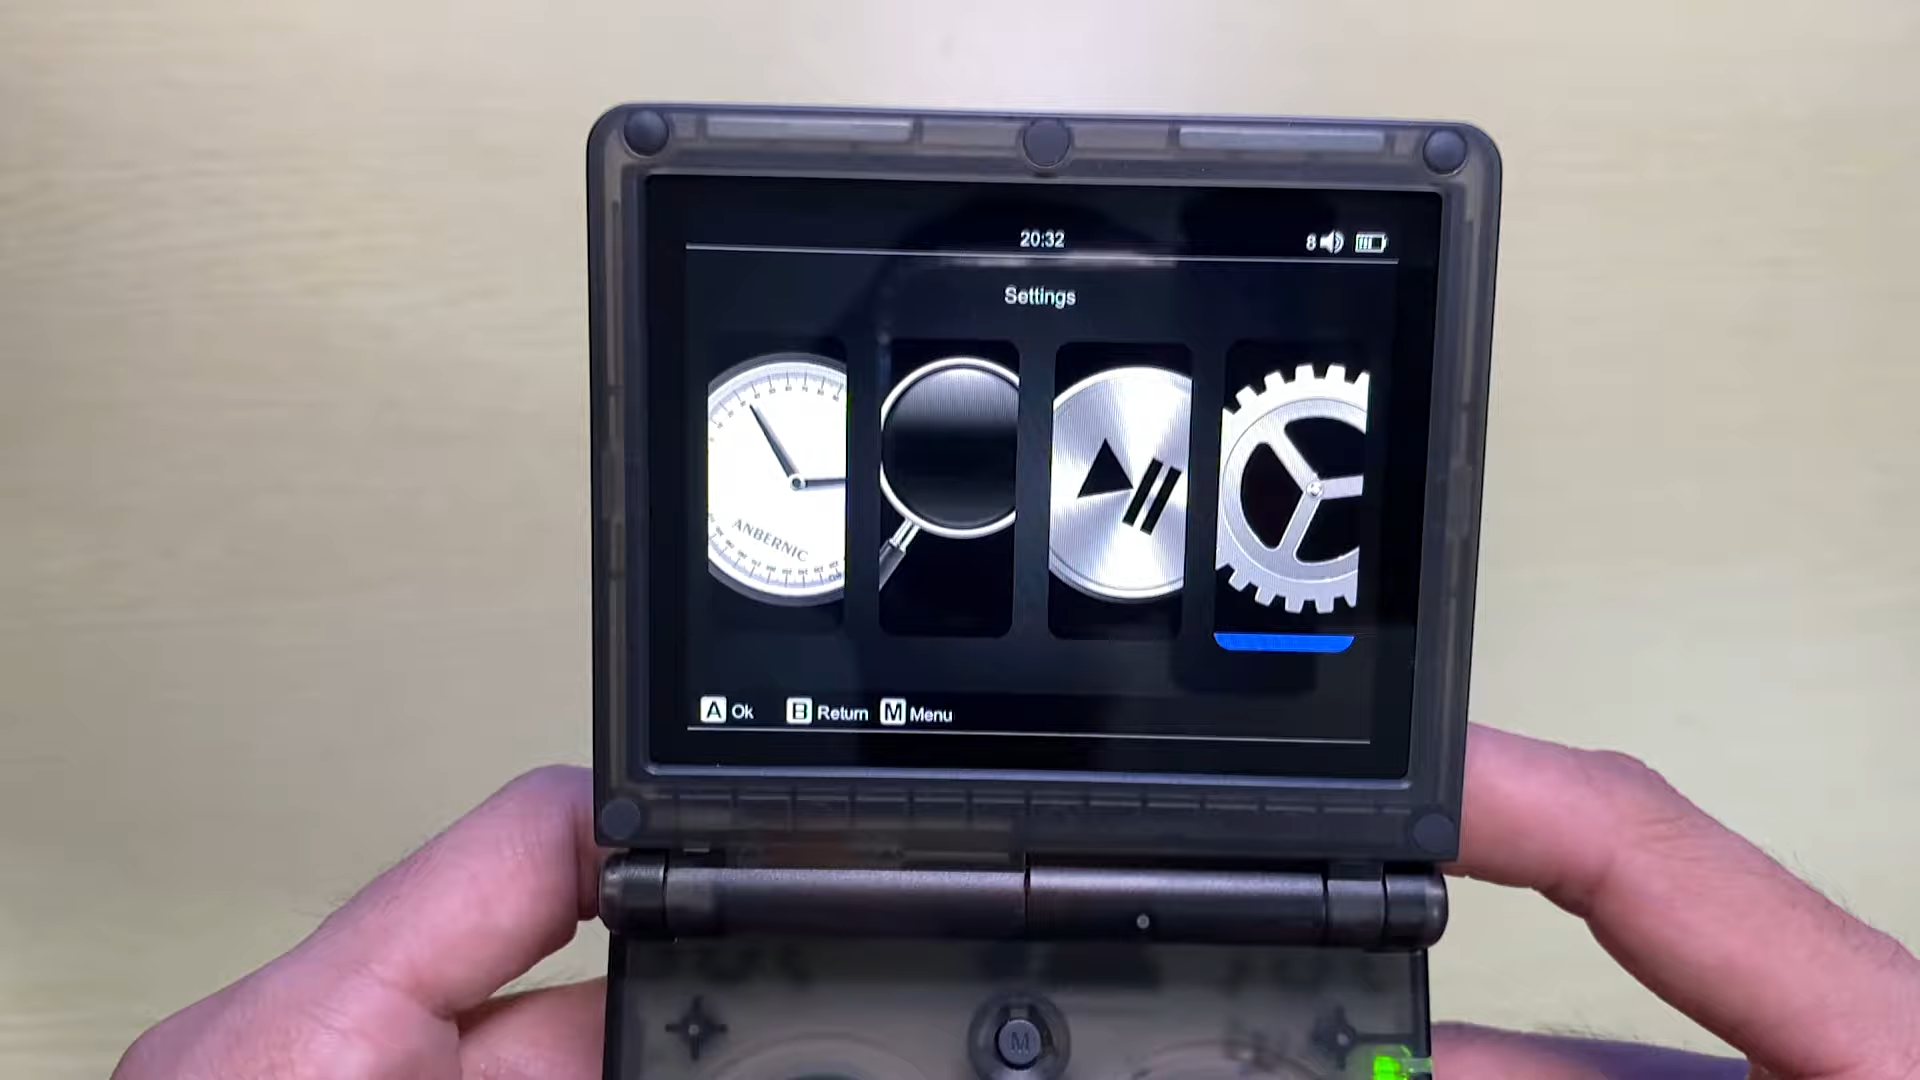 20:32
8
Settings
ANBERNIC
A Ok B Return M Menu
M